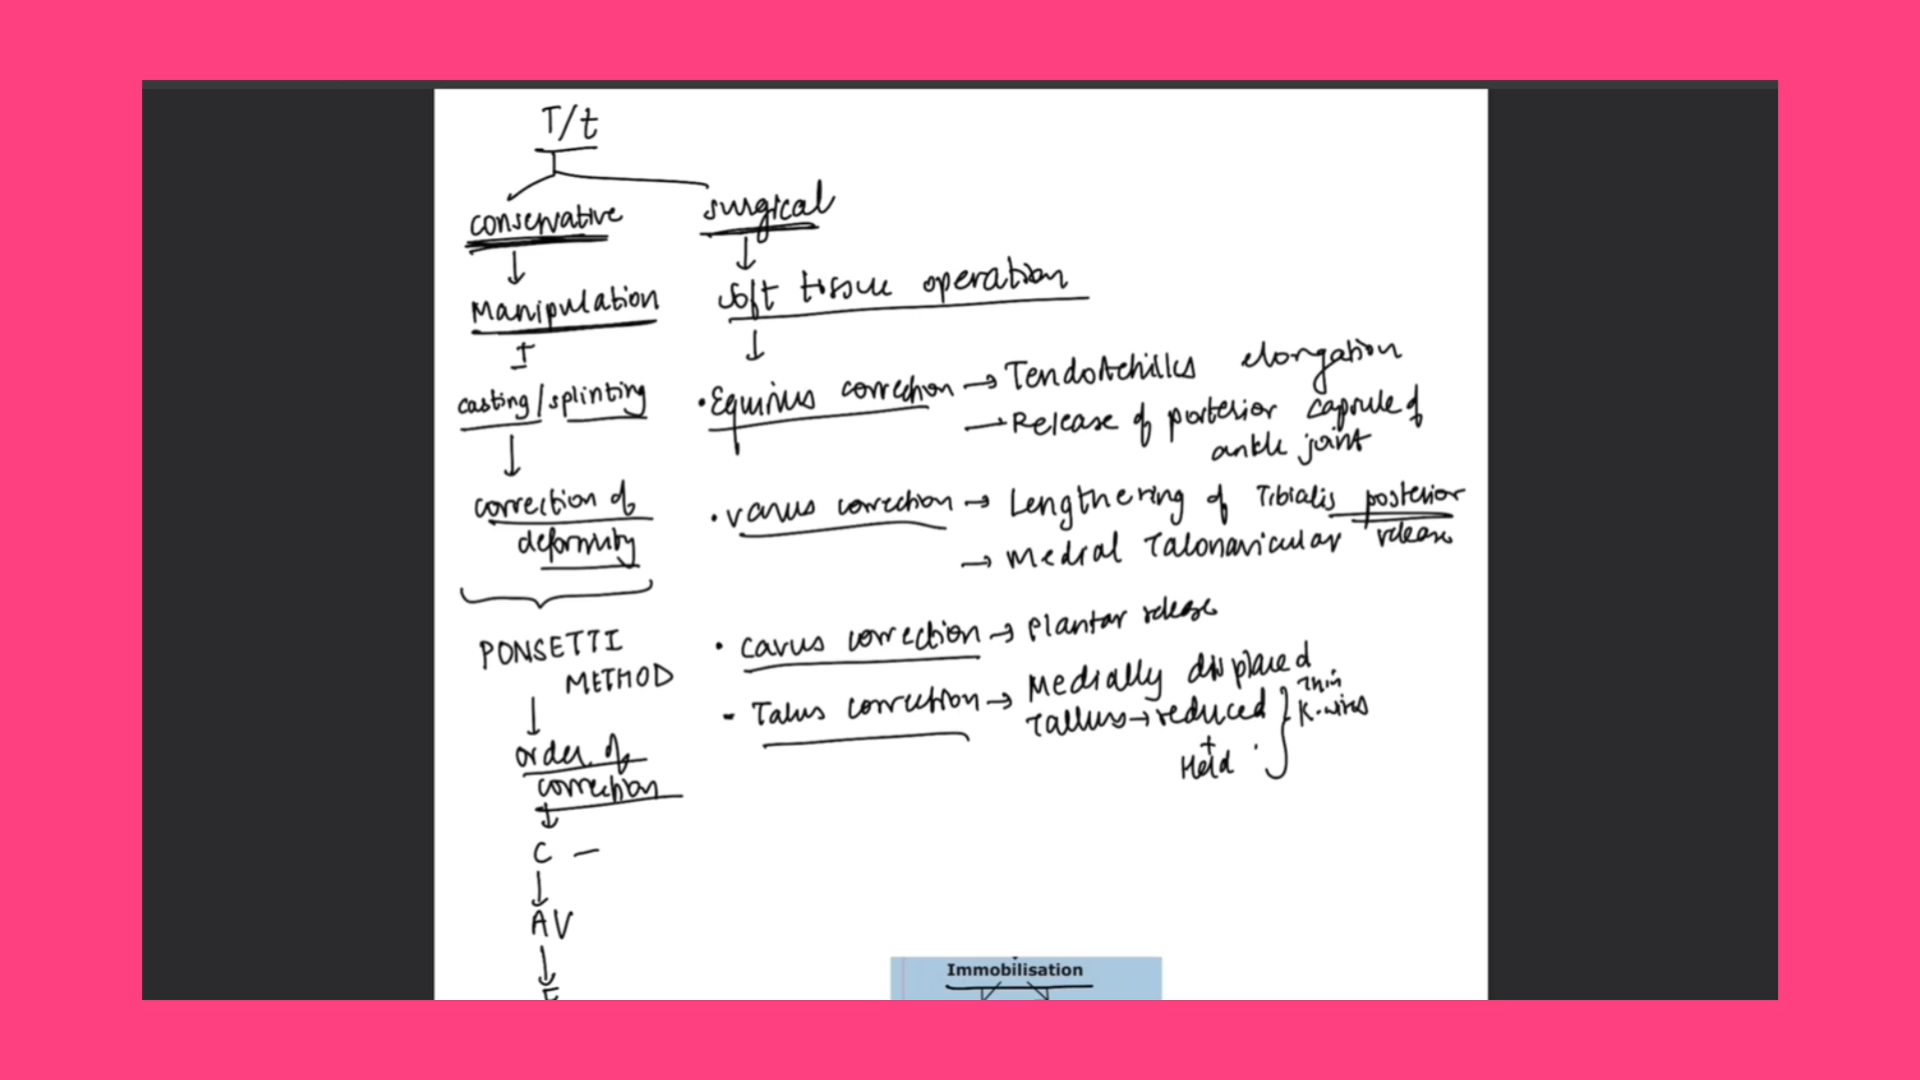 T/t
conservative
Manipulation
+
casting/splinting
correction of
deformity
PONSETTI
METHOD
order of
correction
C –
AV
surgical
Soft tissue operation
• Equinus correction → TendoAchilles elongation
→ Release of posterior capsule of
ankle joint
• varus correction → Lengthering of Tibialis posterior
→ medial Talonavicular release
• cavus correction → plantar release
- Talus correction → Medially displaced
Tallus → reduced } Thin
K-wires
+
Held
Immobilisation